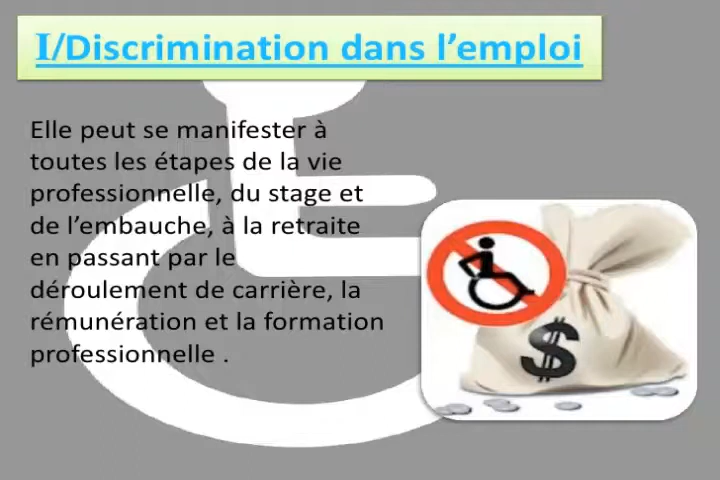 I/Discrimination dans l’emploi
Elle peut se manifester à
toutes les étapes de la vie
professionnelle, du stage et
de l’embauche, à la retraite
en passant par le
déroulement de carrière, la
rémunération et la formation
professionnelle .
$